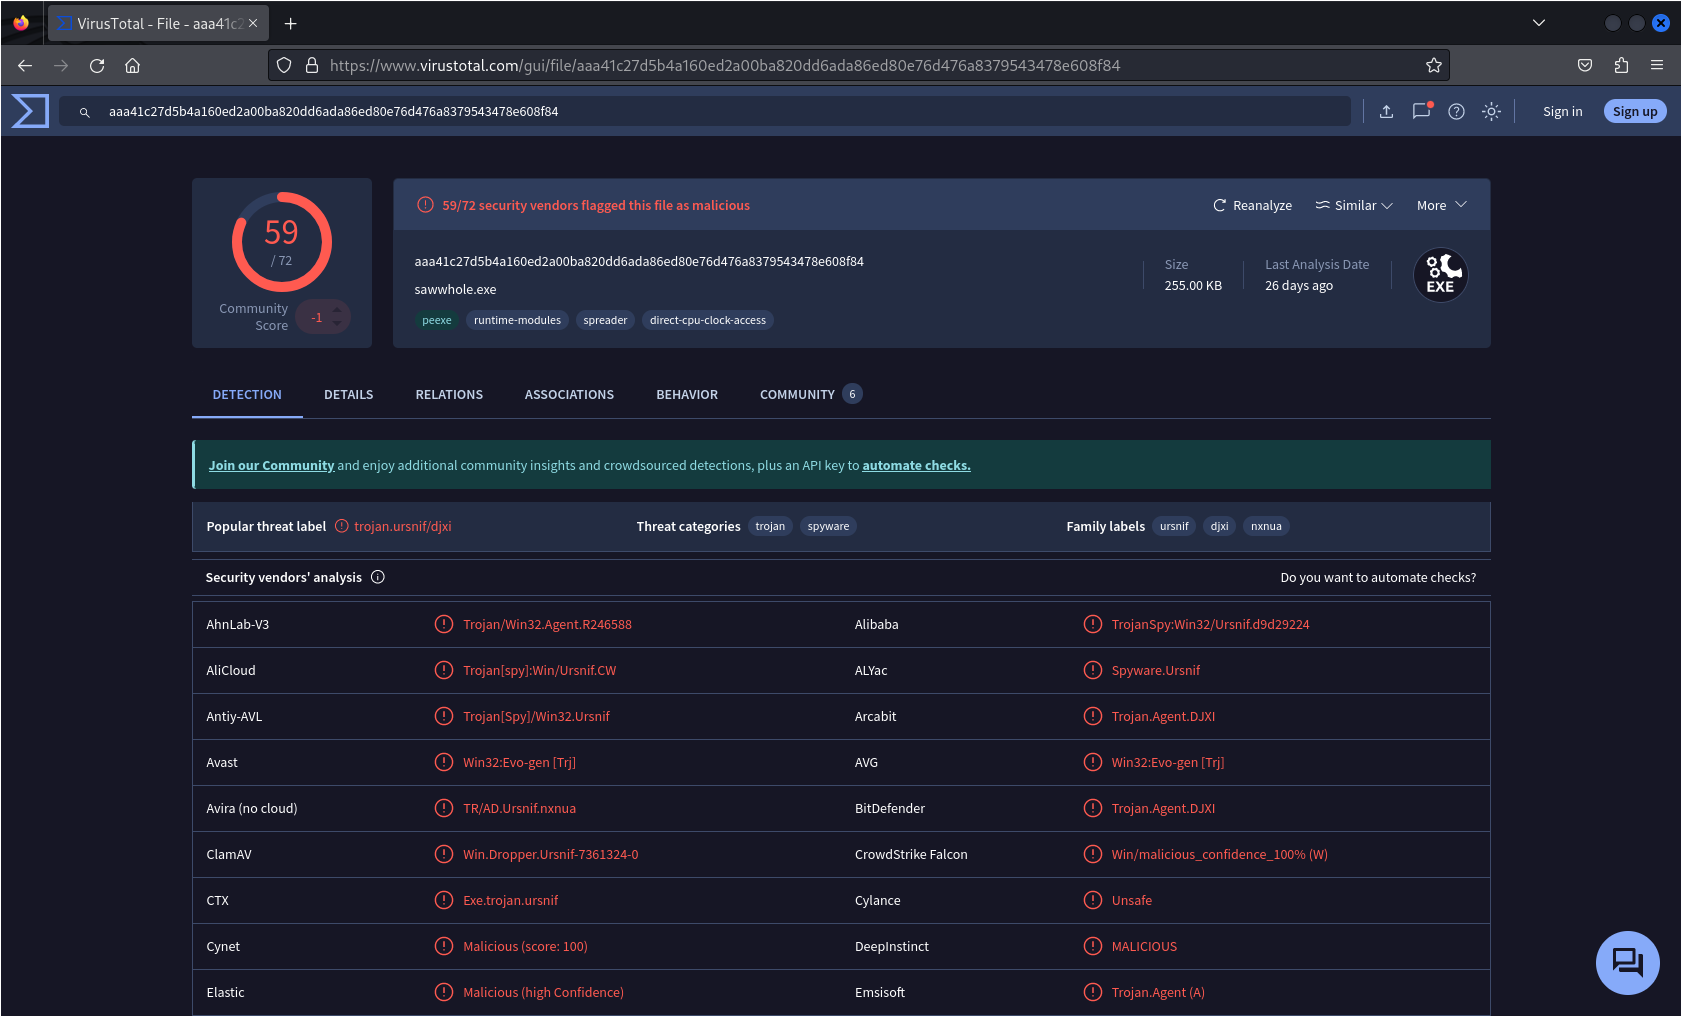 VirusTotal - File - aaa41c2
https://www.virustotal.com/gui/file/aaa41c27d5b4a160ed2a00ba820dd6ada86ed80e76d476a8379543478e608f84
aaa41c27d5b4a160ed2a00ba820dd6ada86ed80e76d476a8379543478e608f84
Sign in
Sign up
59
/ 72
Community
Score
-1
59/72 security vendors flagged this file as malicious
Reanalyze
Similar
More
aaa41c27d5b4a160ed2a00ba820dd6ada86ed80e76d476a8379543478e608f84
sawwhole.exe
peexe
runtime-modules
spreader
direct-cpu-clock-access
Size
255.00 KB
Last Analysis Date
26 days ago
EXE
DETECTION
DETAILS
RELATIONS
ASSOCIATIONS
BEHAVIOR
COMMUNITY
6
Join our Community and enjoy additional community insights and crowdsourced detections, plus an API key to automate checks.
Popular threat label trojan.ursnif/djxi
Threat categories trojan spyware
Family labels ursnif djxi nxnua
Security vendors' analysis
Do you want to automate checks?
AhnLab-V3 Trojan/Win32.Agent.R246588 Alibaba TrojanSpy:Win32/Ursnif.d9d29224
AliCloud Trojan[spy]:Win/Ursnif.CW ALYac Spyware.Ursnif
Antiy-AVL Trojan[Spy]/Win32.Ursnif Arcabit Trojan.Agent.DJXI
Avast Win32:Evo-gen [Trj] AVG Win32:Evo-gen [Trj]
Avira (no cloud) TR/AD.Ursnif.nxnua BitDefender Trojan.Agent.DJXI
ClamAV Win.Dropper.Ursnif-7361324-0 CrowdStrike Falcon Win/malicious_confidence_100% (W)
CTX Exe.trojan.ursnif Cylance Unsafe
Cynet Malicious (score: 100) DeepInstinct MALICIOUS
Elastic Malicious (high Confidence) Emsisoft Trojan.Agent (A)